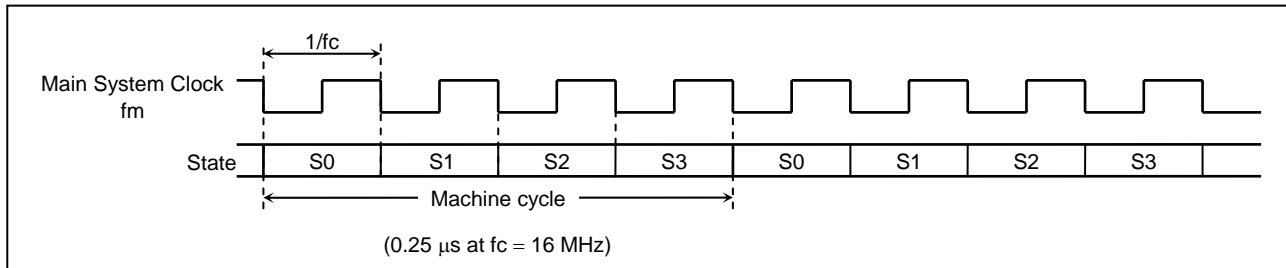 1/fc
Main System Clock
fm
State S0 S1 S2 S3 S0 S1 S2 S3
Machine cycle
(0.25 μs at fc = 16 MHz)